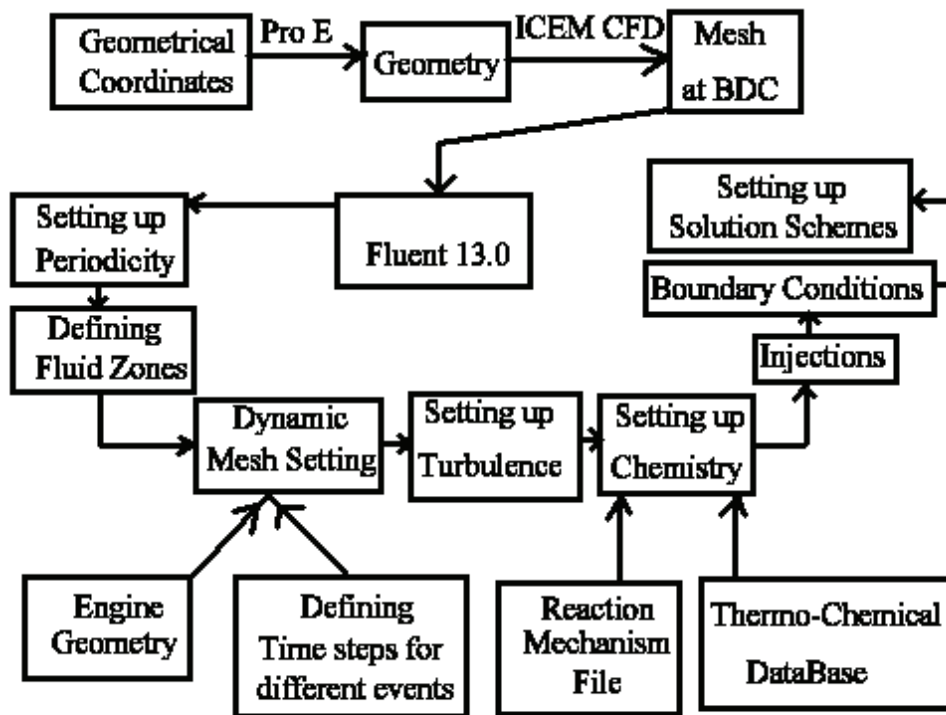 Geometrical
Coordinates
Pro E
Geometry
ICEM CFD
Mesh
at BDC
Fluent 13.0
Setting up
Periodicity
Defining
Fluid Zones
Dynamic
Mesh Setting
Engine
Geometry
Defining
Time steps for
different events
Setting up
Turbulence
Setting up
Chemistry
Reaction
Mechanism
File
Thermo-Chemical
DataBase
Injections
Boundary Conditions
Setting up
Solution Schemes